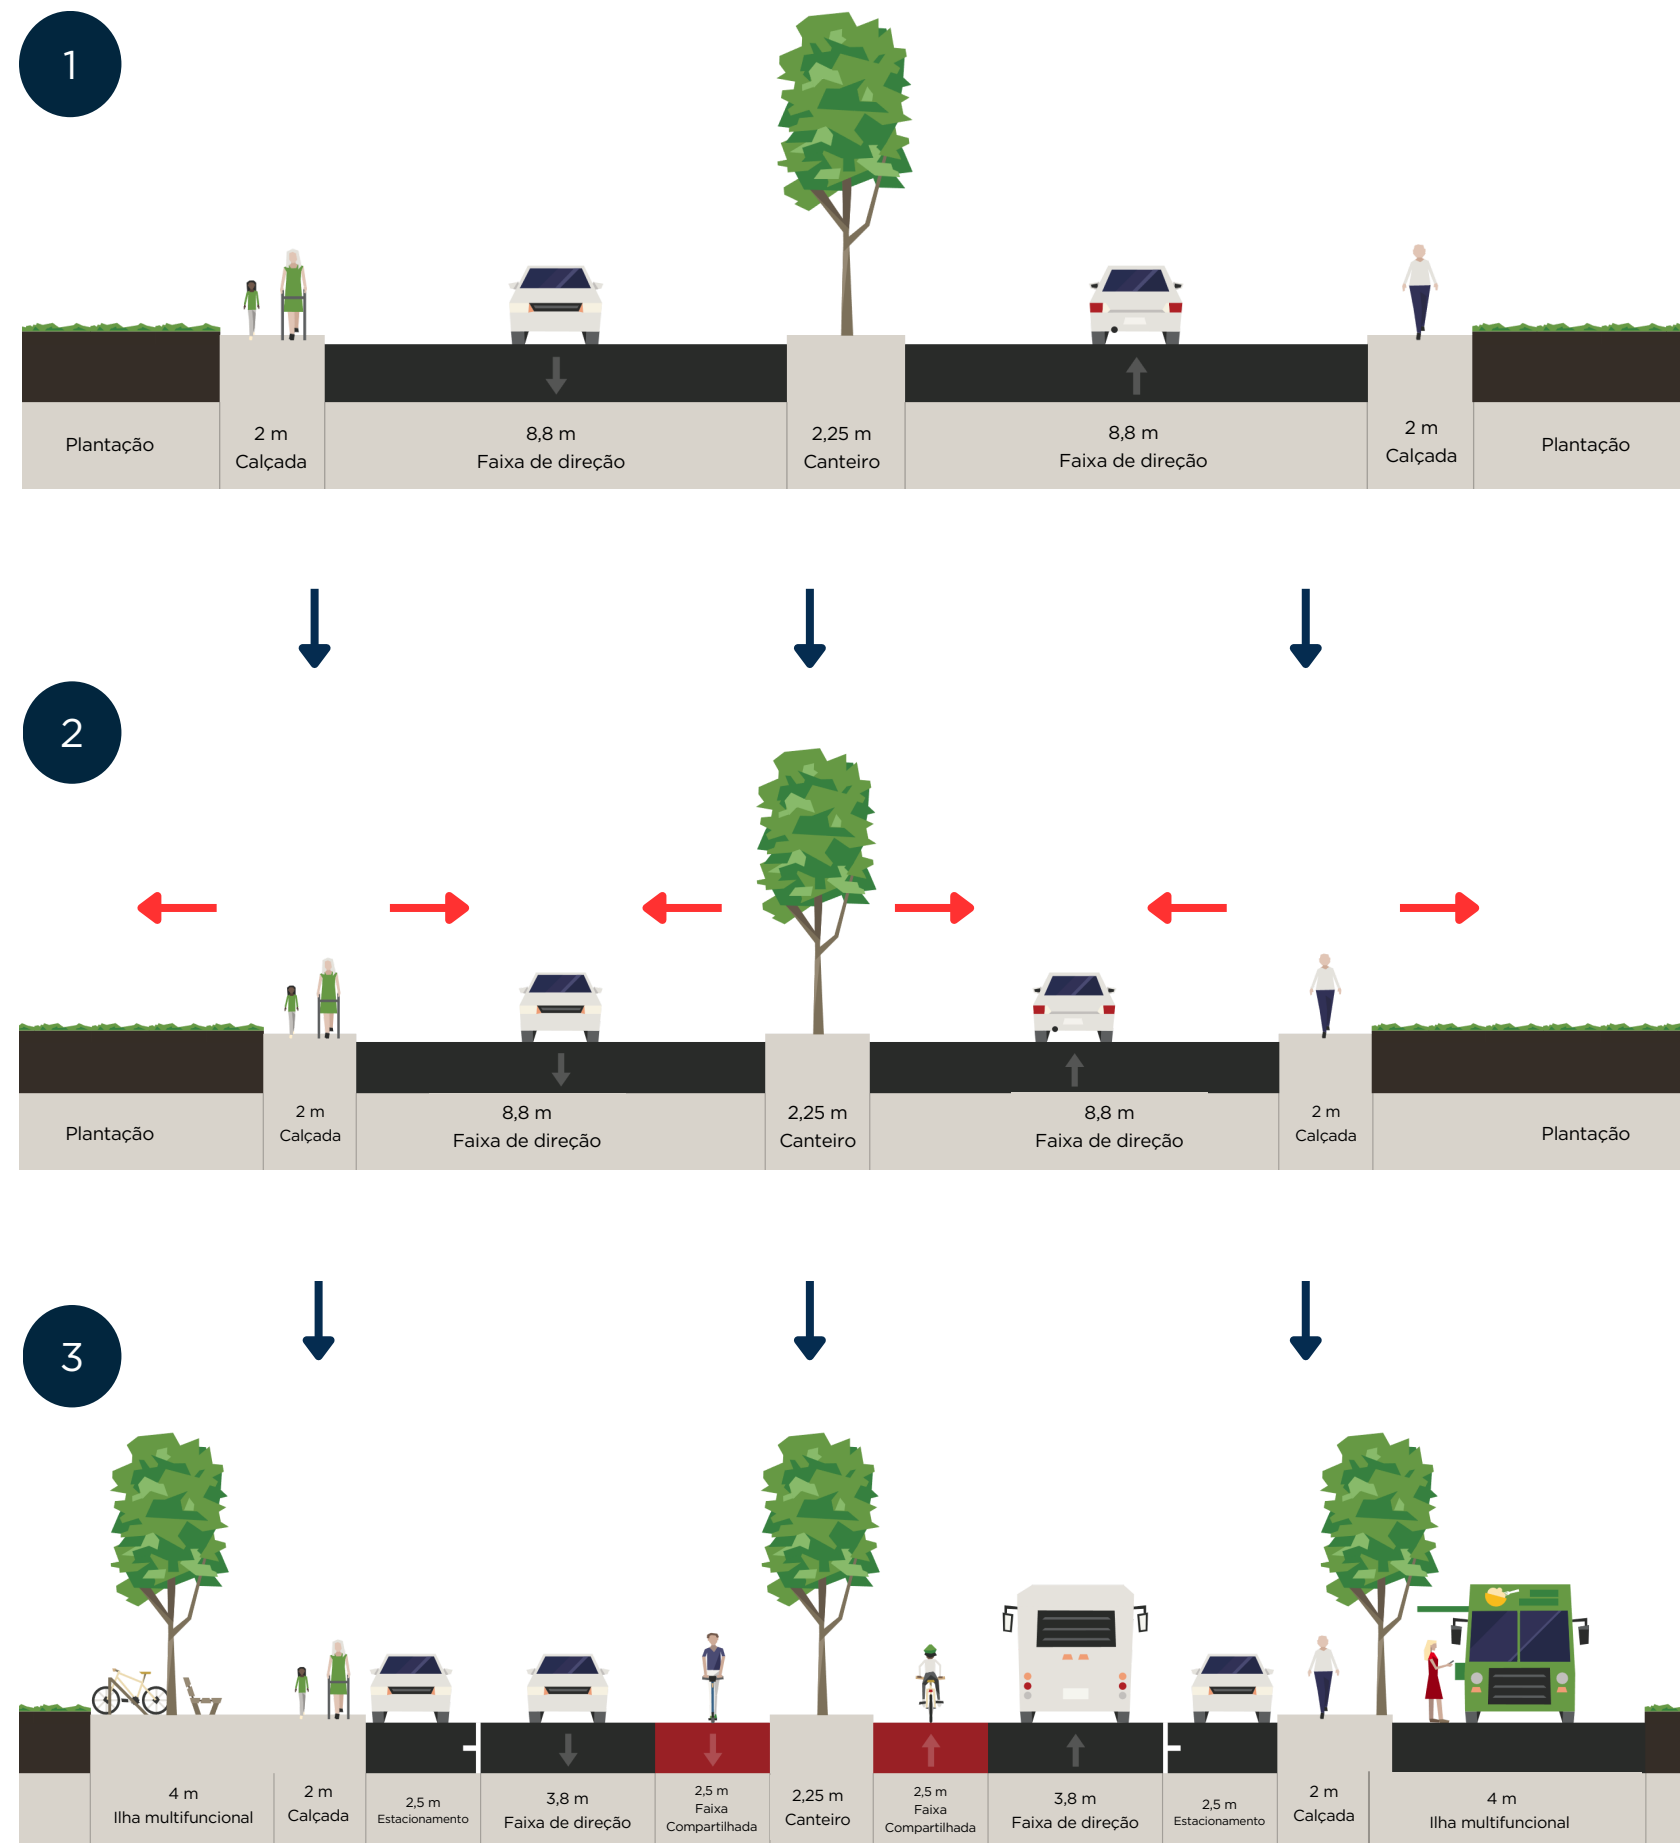 1
Plantação
2 m
Calçada
8,8 m
Faixa de direção
2,25 m
Canteiro
8,8 m
Faixa de direção
2 m
Calçada
Plantação
2
Plantação
2 m
Calçada
8,8 m
Faixa de direção
2,25 m
Canteiro
8,8 m
Faixa de direção
2 m
Calçada
Plantação
3
4 m
Ilha multifuncional
2 m
Calçada
2,5 m
Estacionamento
3,8 m
Faixa de direção
2,5 m
Faixa
Compartilhada
2,25 m
Canteiro
2,5 m
Faixa
Compartilhada
3,8 m
Faixa de direção
2,5 m
Estacionamento
2 m
Calçada
4 m
Ilha multifuncional